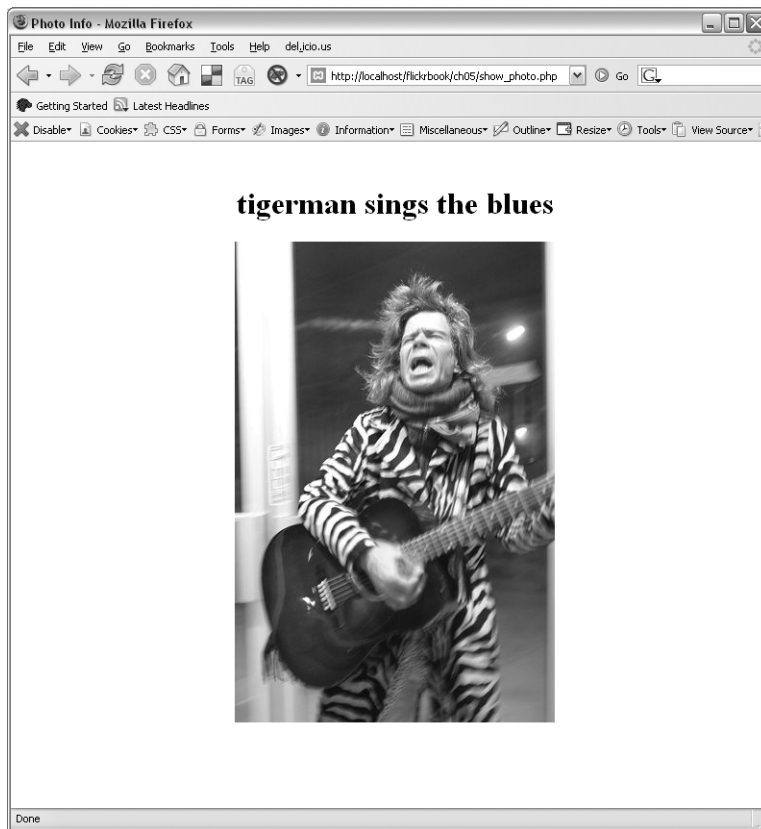 Photo Info - Mozilla Firefox
File Edit View Go Bookmarks Tools Help del.icio.us
TAG http://localhost/flickrbook/ch05/show_photo.php Go G
Getting Started Latest Headlines
Disable Cookies CSS Forms Images Information Miscellaneous Outline Resize Tools View Source
tigerman sings the blues
Done